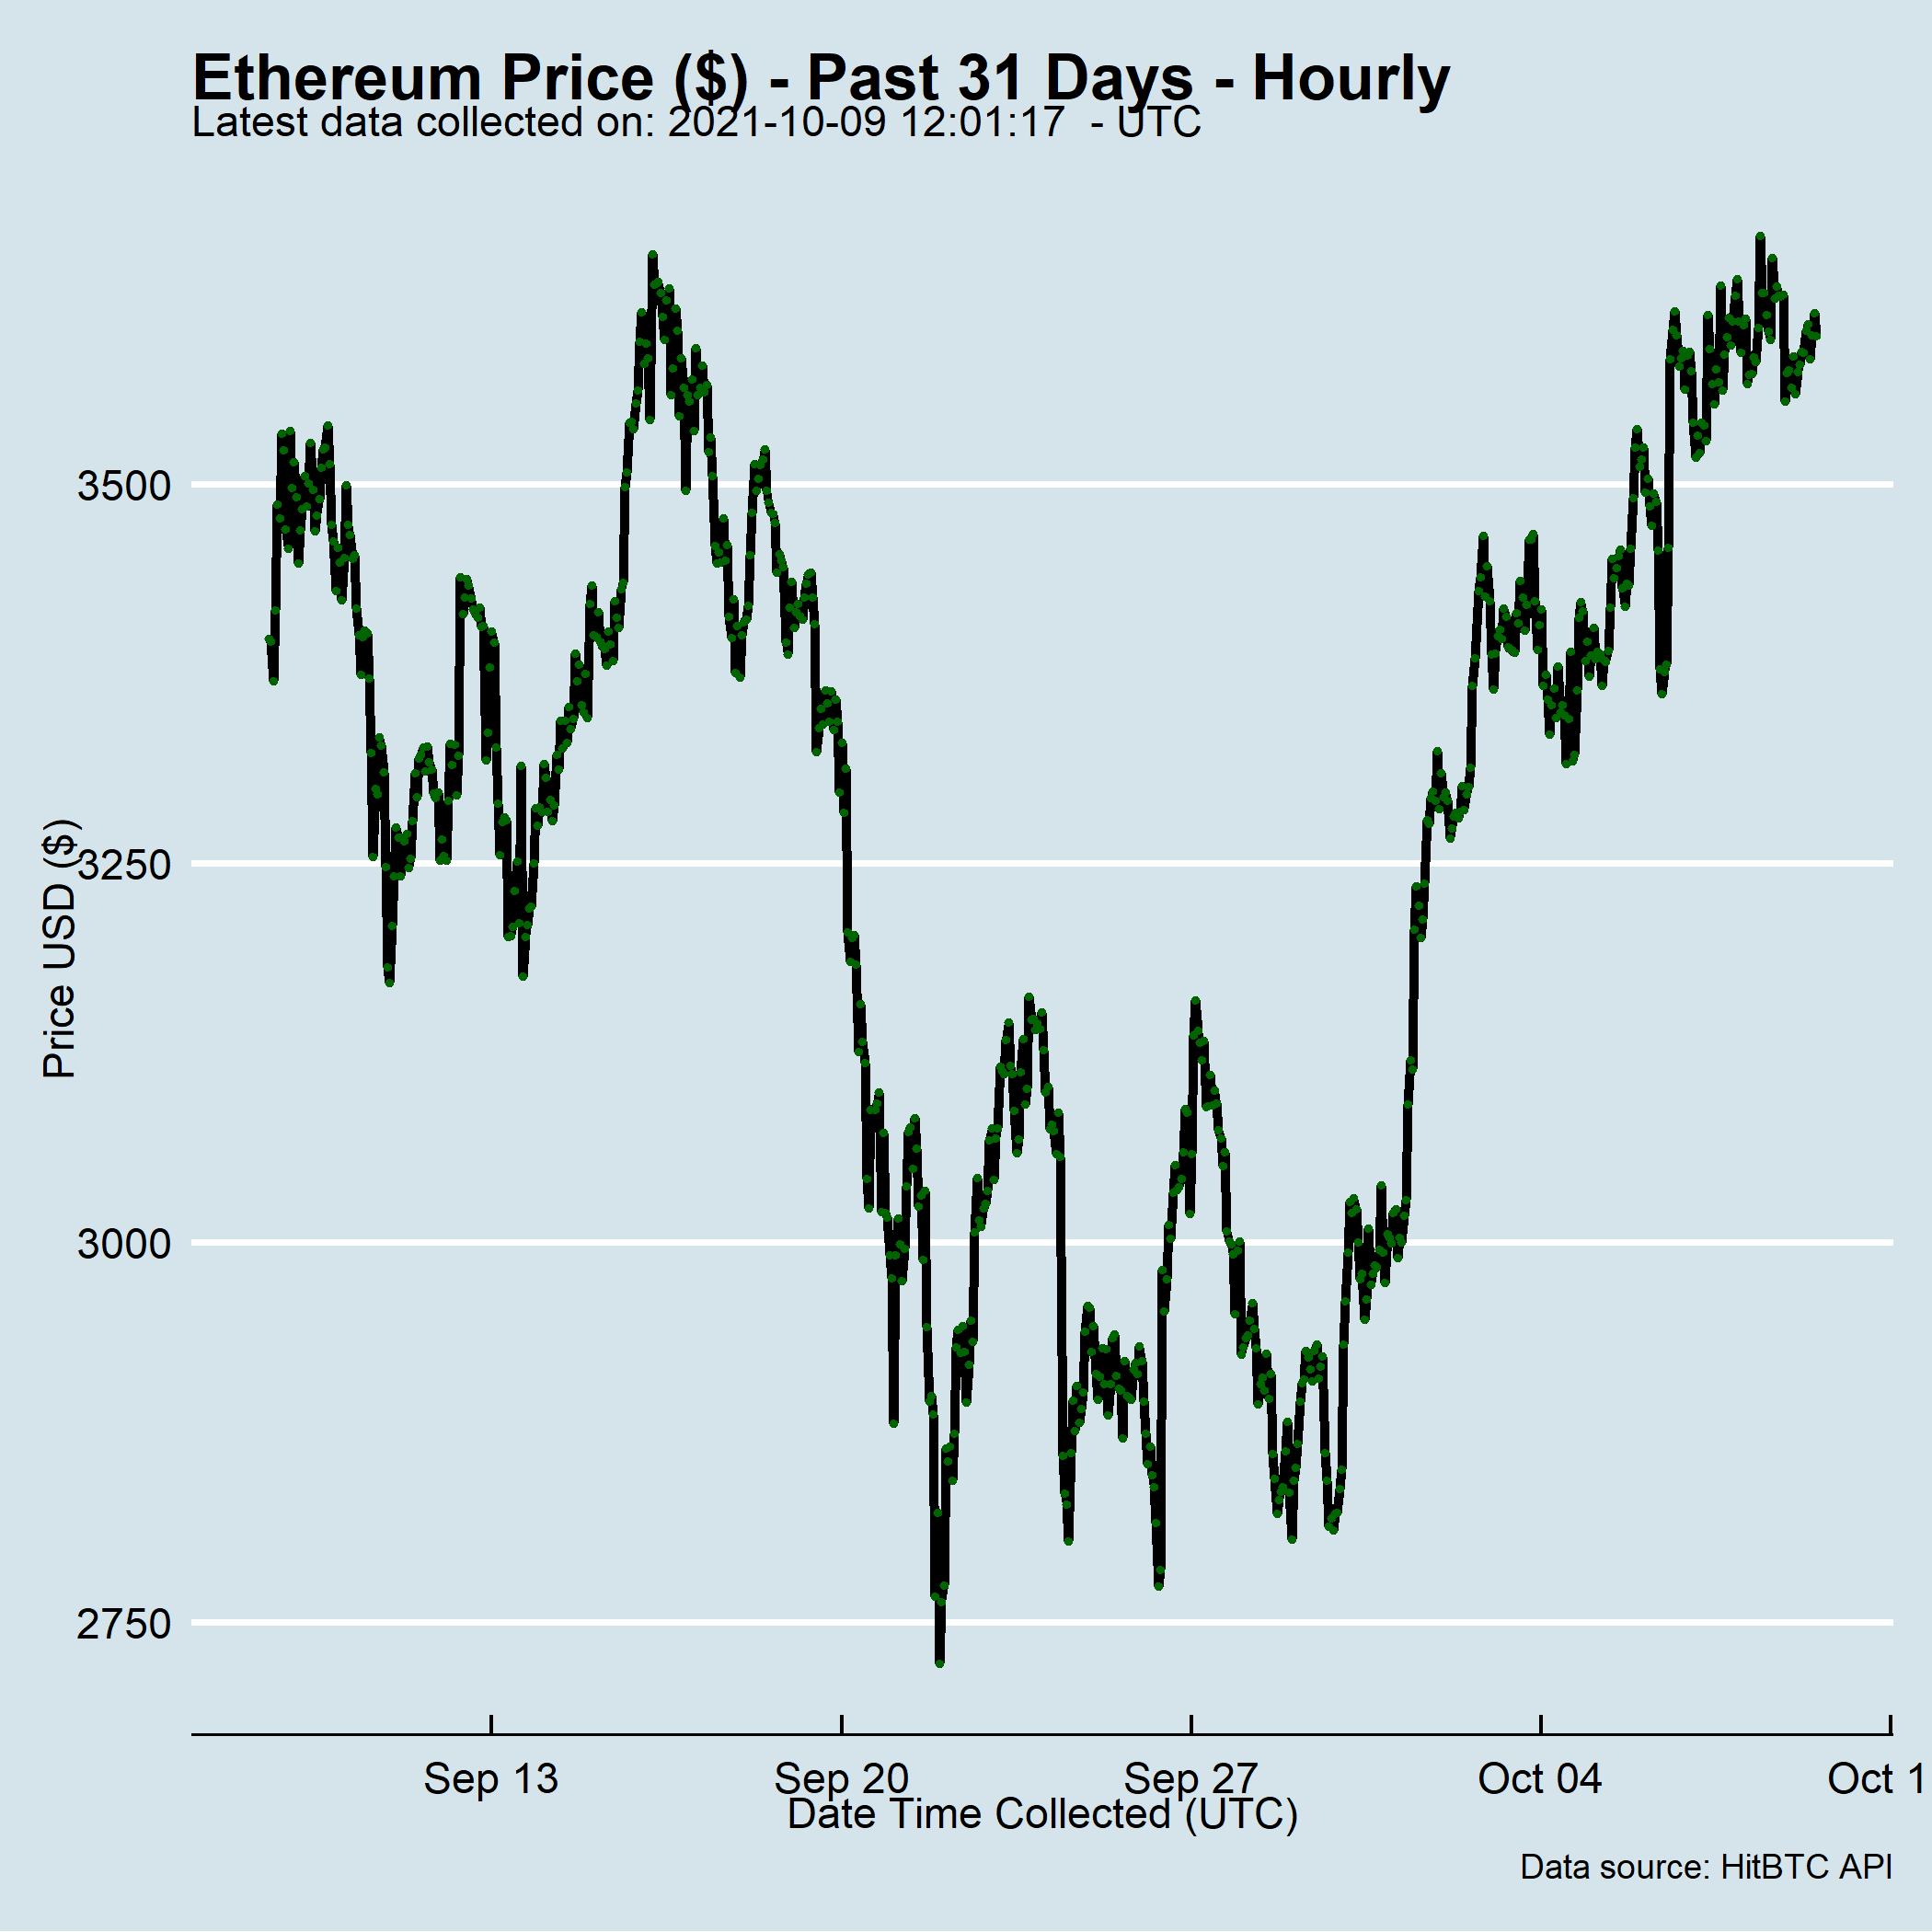 Ethereum Price ($) - Past 31 Days - Hourly
Latest data collected on: 2021-10-09 12:01:17  - UTC
3500
3250
3000
2750
Price USD ($)
Sep 13
Sep 20
Sep 27
Oct 04
Oct 1
Date Time Collected (UTC)
Data source: HitBTC API